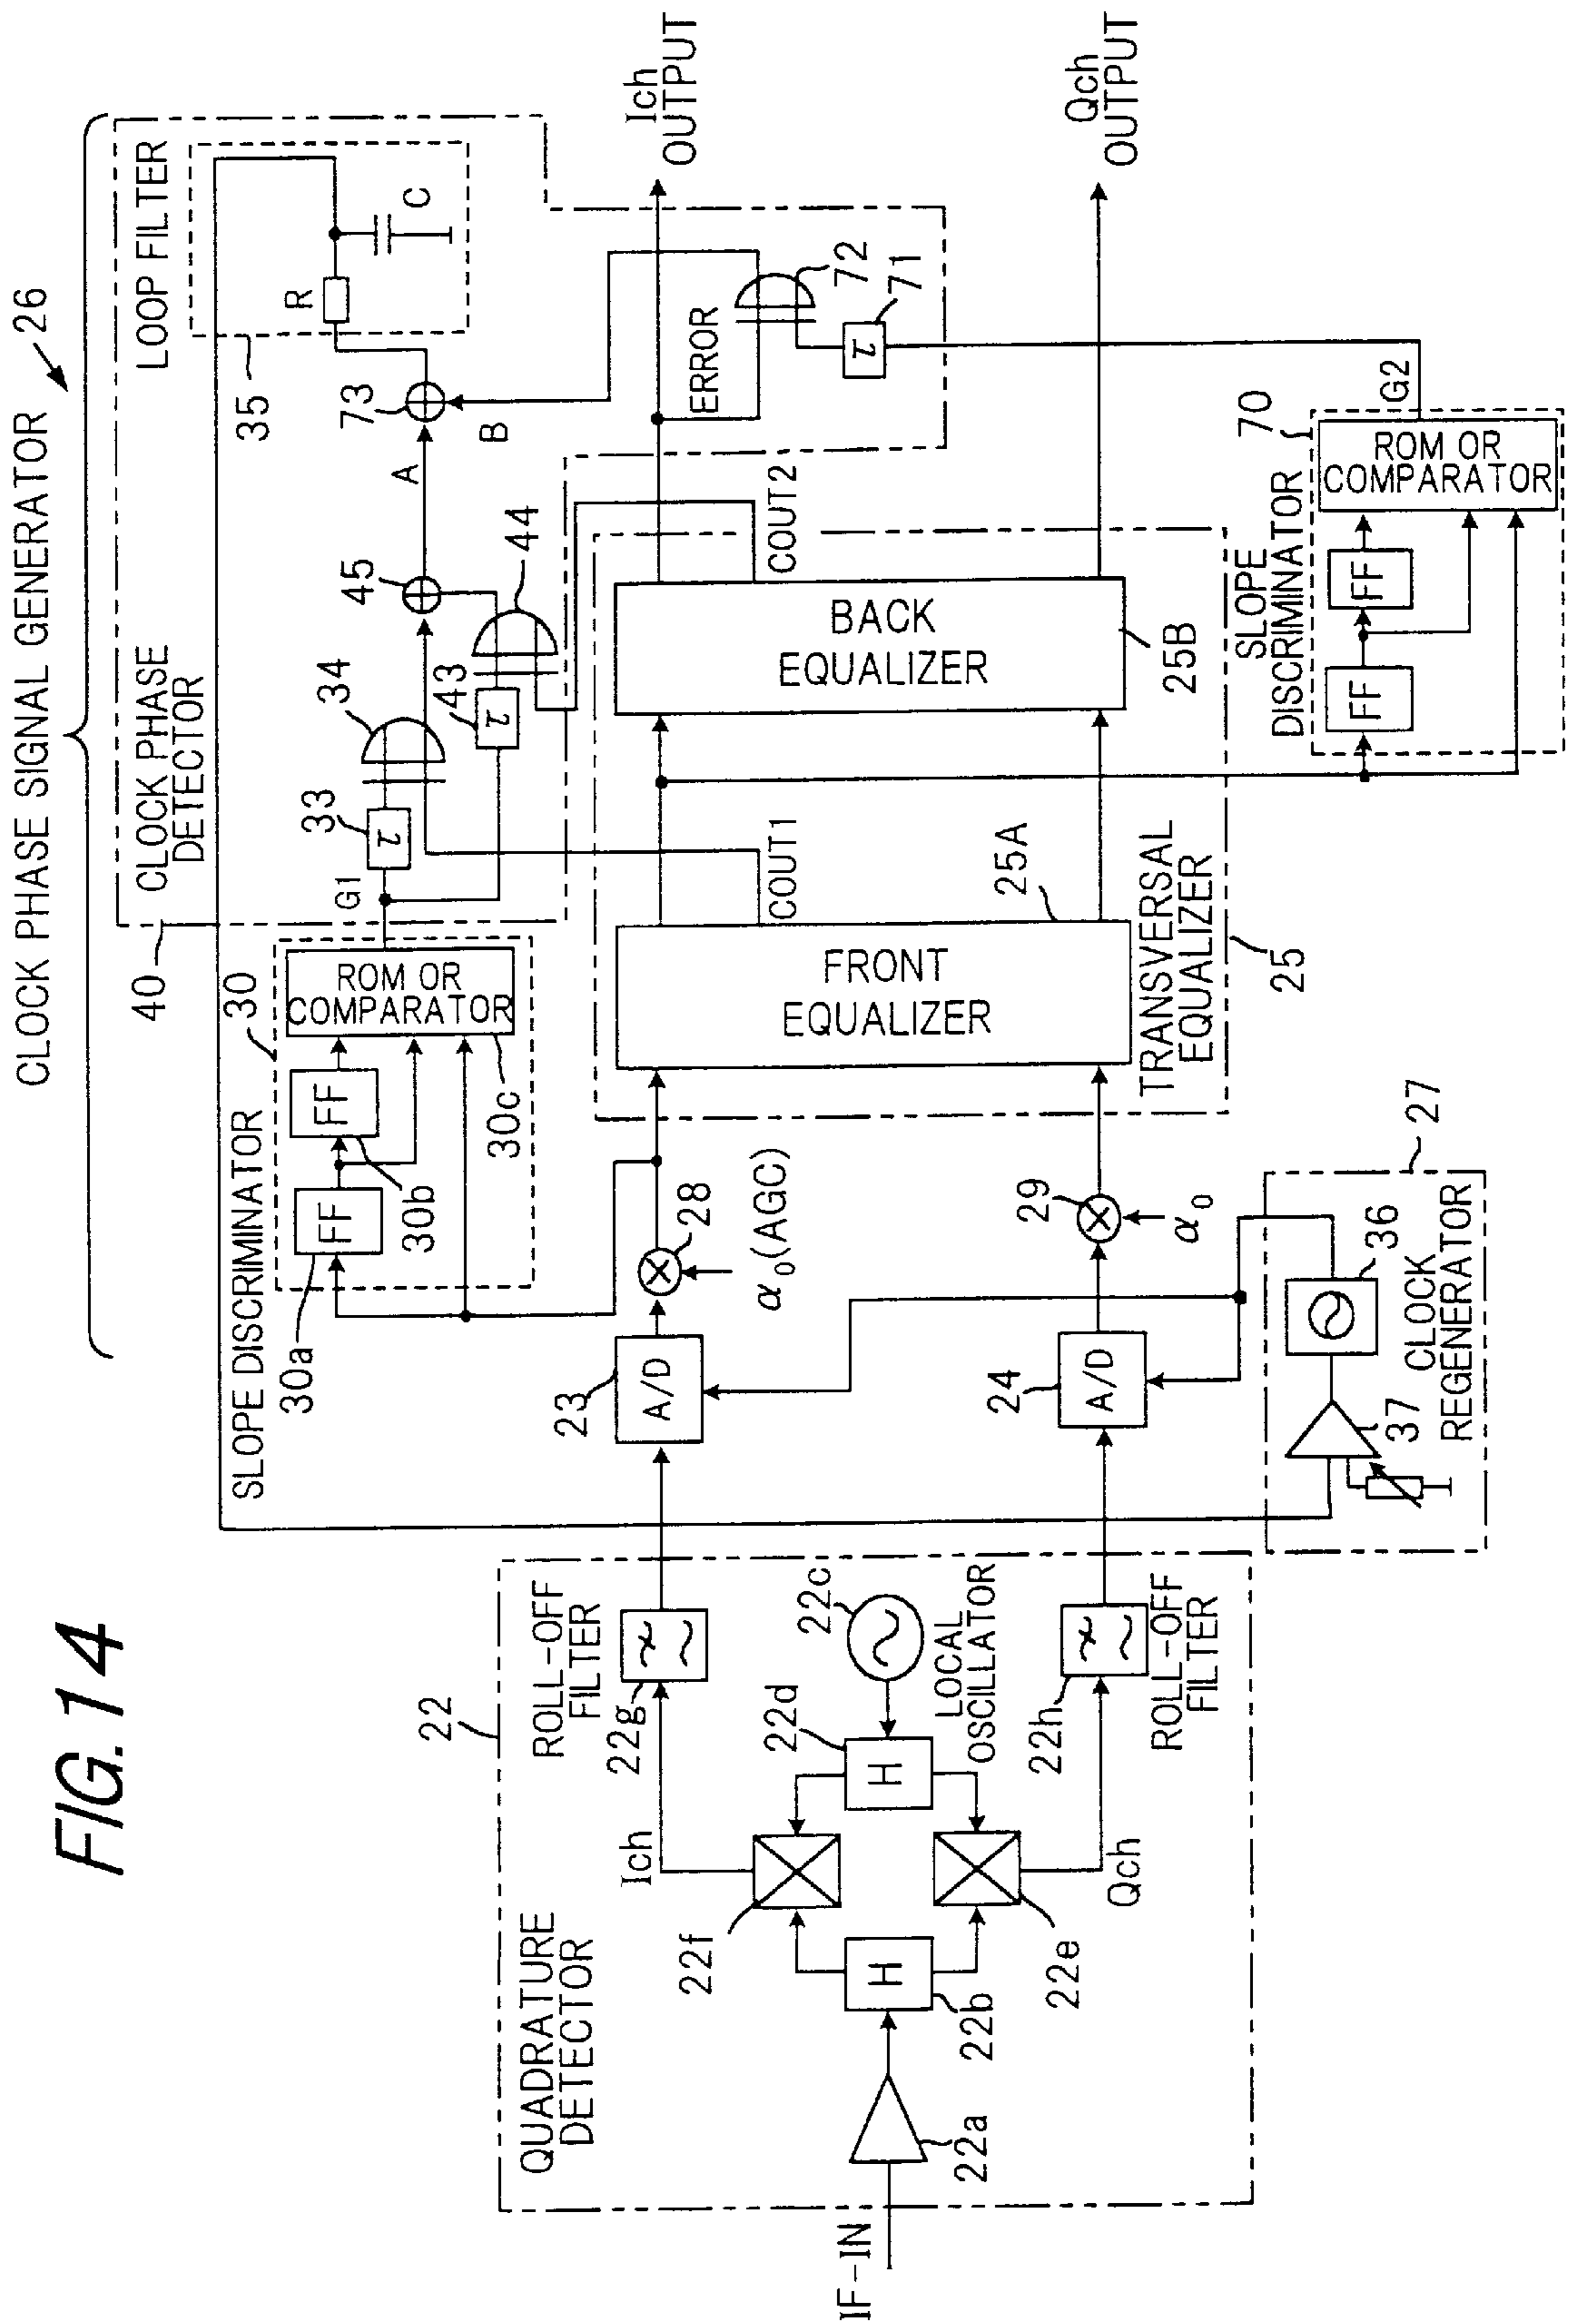 FIG. 14
CLOCK PHASE SIGNAL GENERATOR 26
CLOCK PHASE
DETECTOR
LOOP FILTER
40
35
R
C
SLOPE DISCRIMINATOR
30
30a
FF
30b
FF
ROM OR
COMPARATOR
30c
G1
33
τ
34
43
τ
44
45
A
73
B
ERROR
72
71
τ
Ich
OUTPUT
Qch
OUTPUT
QUADRATURE
DETECTOR
22
IF-IN
22a
H
22b
22f
22e
H
22d
22c
LOCAL
OSCILLATOR
Ich
Qch
ROLL-OFF
FILTER
22g
22h
ROLL-OFF
FILTER
23
A/D
24
A/D
28
α0(AGC)
29
α0
FRONT
EQUALIZER
25A
COUT1
BACK
EQUALIZER
25B
COUT2
TRANSVERSAL
EQUALIZER
25
27
36
37
CLOCK
REGENERATOR
SLOPE
DISCRIMINATOR
70
FF
FF
ROM OR
COMPARATOR
G2